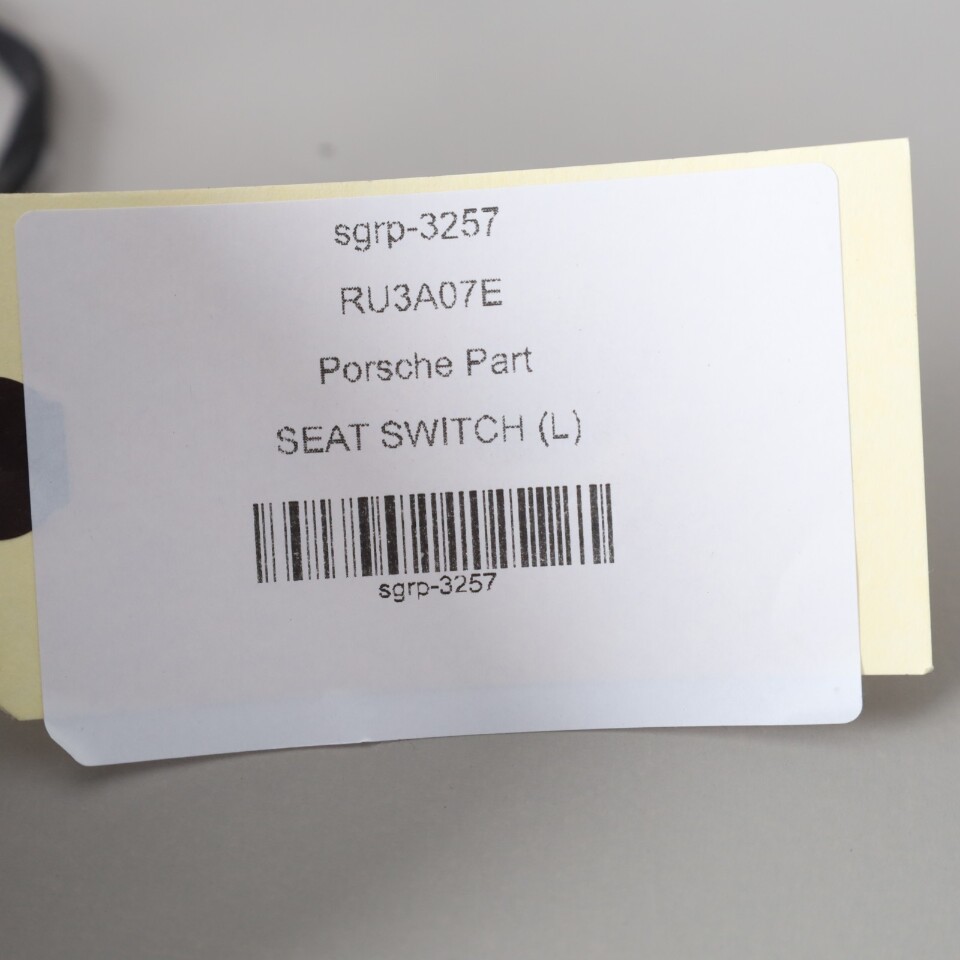 sgrp-3257
RU3A07E
Porsche Part
SEAT SWITCH (L)
sgrp-3257